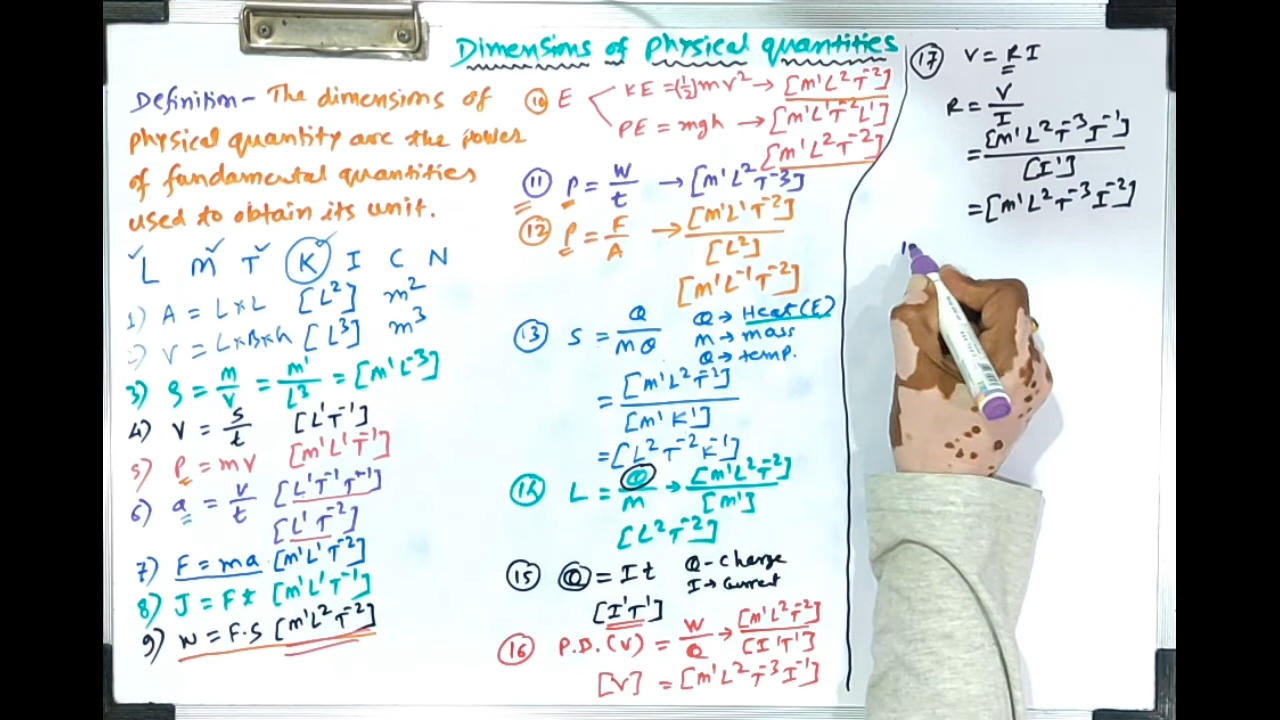 Dimensions of physical quantities
Definition - The dimensions of
physical quantity are the power
of fundamental quantities
used to obtain its unit.
L M T K I C N
1) A = L×L [L²] m²
2) V = L×B×h [L³] m³
3) ρ = m/V = m¹/L³ = [M¹L⁻³]
4) v = s/t [L¹T⁻¹]
5) P = mv [M¹L¹T⁻¹]
6) a = v/t [L¹T⁻¹T⁻¹]
[L¹T⁻²]
7) F = ma [M¹L¹T⁻²]
8) J = F t [M¹L¹T⁻¹]
9) W = F.S [M¹L²T⁻²]
10 E KE = (½)mv² → [M¹L²T⁻²]
PE = mgh → [M¹L¹T⁻²L¹]
[M¹L²T⁻²]
11 P = W/t → [M¹L²T⁻³]
12 P = F/A → [M¹L¹T⁻²]/[L²]
[M¹L⁻¹T⁻²]
13 S = Q/mθ Q → Heat(E)
M → mass
θ → temp.
= [M¹L²T⁻²]/[M¹K¹]
= [L²T⁻²K⁻¹]
14 L = Q/M → [M¹L²T⁻²]/[M¹]
[L²T⁻²]
15 Q = It Q - Charge
I → Current
[I¹T¹]
16 P.D.(V) = W/Q → [M¹L²T⁻²]/[I¹T¹]
[V] = [M¹L²T⁻³I⁻¹]
17 V = RI
R = V/I
= [M¹L²T⁻³I⁻¹]/[I¹]
= [M¹L²T⁻³I⁻²]